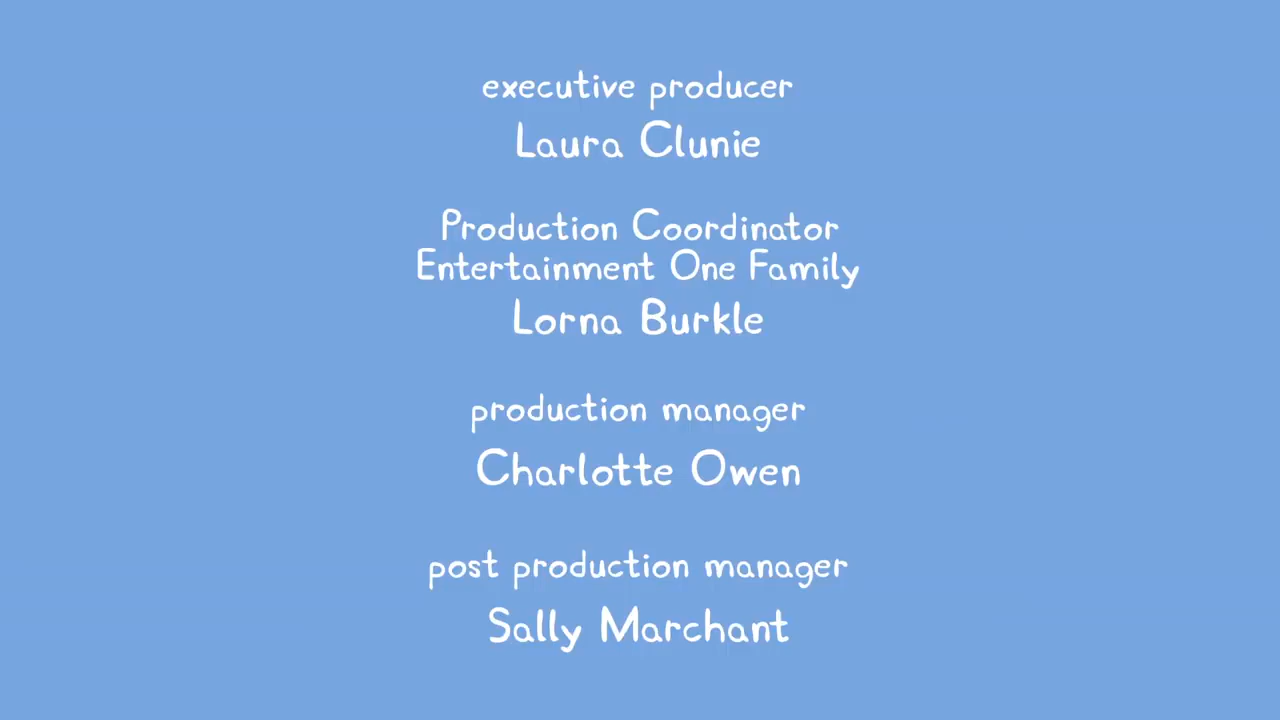 executive producer
Laura Clunie
Production Coordinator
Entertainment One Family
Lorna Burkle
production manager
Charlotte Owen
post production manager
Sally Marchant